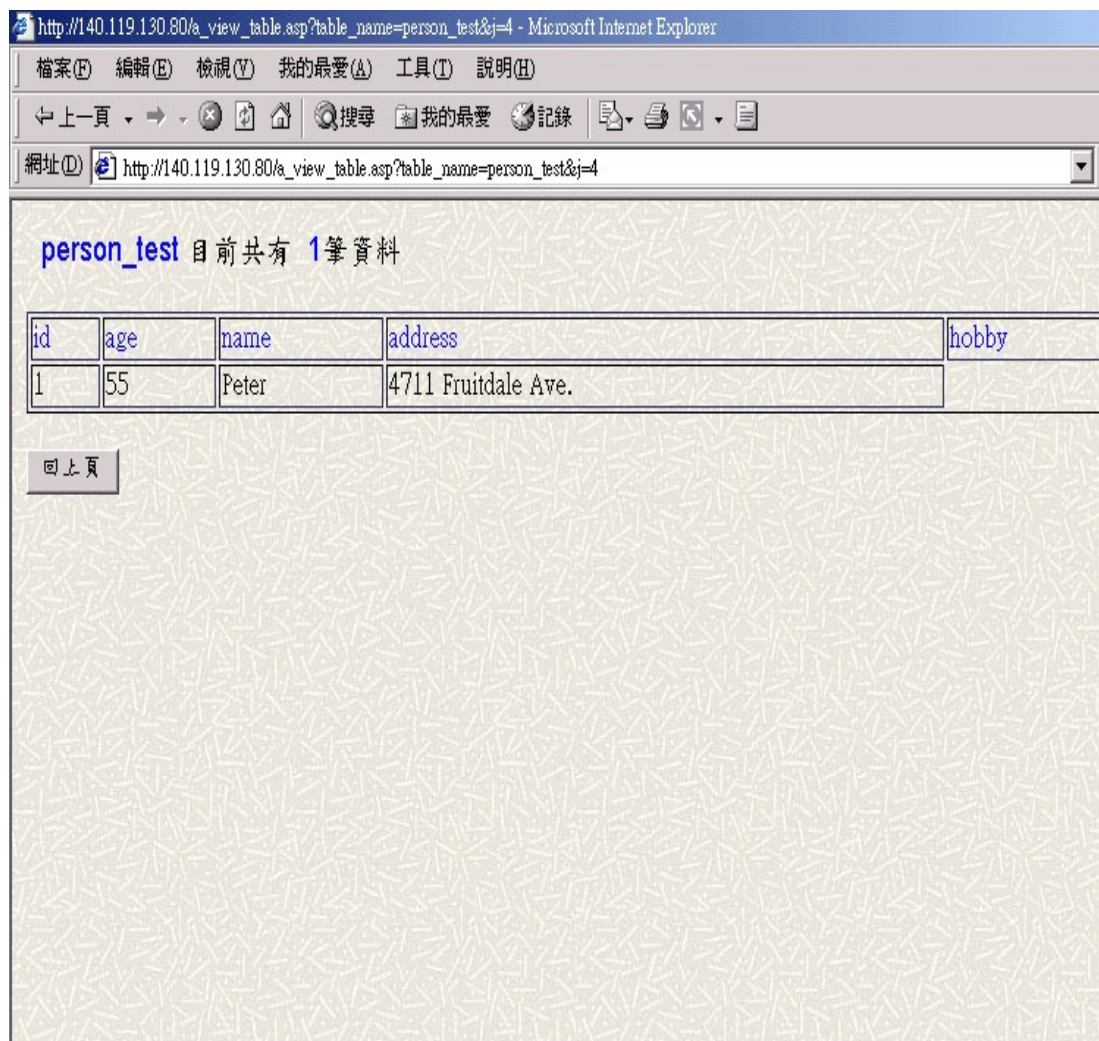 http://140.119.130.80/a_view_table.asp?table_name=person_test&j=4 - Microsoft Internet Explorer
檔案(F) 編輯(E) 檢視(V) 我的最愛(A) 工具(T) 說明(H)
上一頁 搜尋 我的最愛 記錄
網址(D) http://140.119.130.80/a_view_table.asp?table_name=person_test&j=4
person_test 目前共有 1筆資料
id age name address hobby
1 55 Peter 4711 Fruitdale Ave.
回上頁